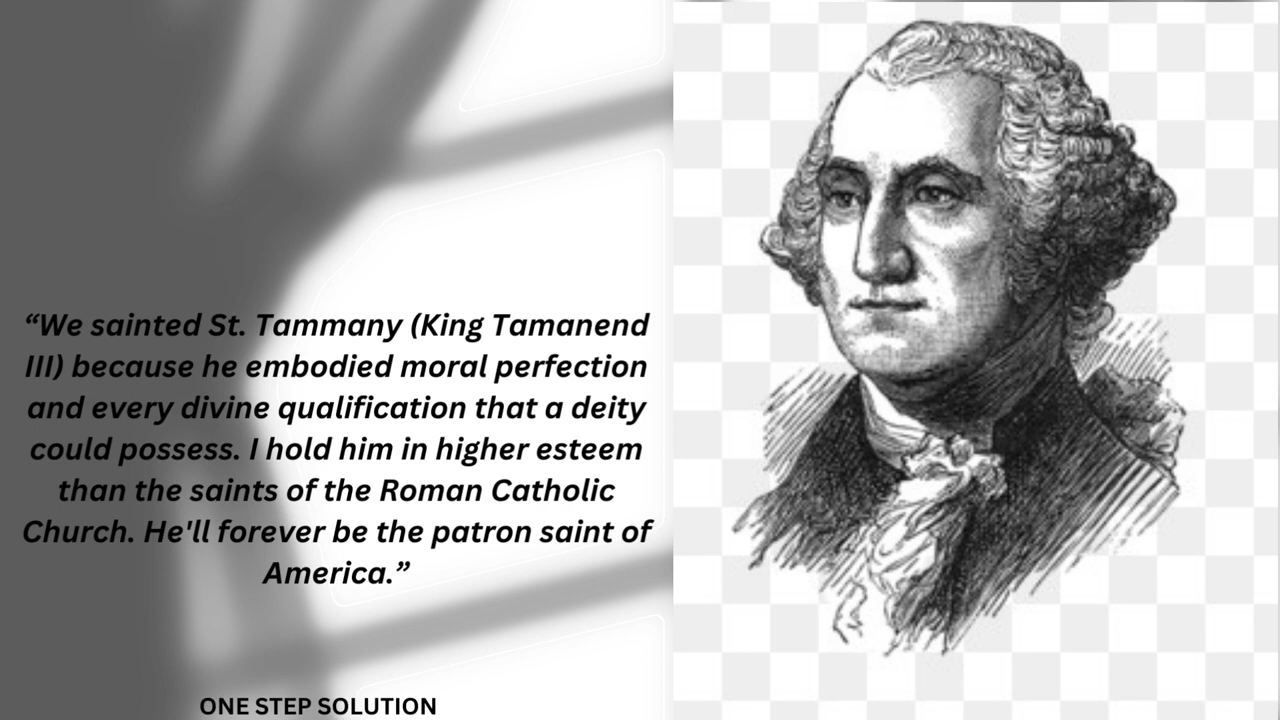 “We sainted St. Tammany (King Tamanend
III) because he embodied moral perfection
and every divine qualification that a deity
could possess. I hold him in higher esteem
than the saints of the Roman Catholic
Church. He'll forever be the patron saint of
America.”
ONE STEP SOLUTION